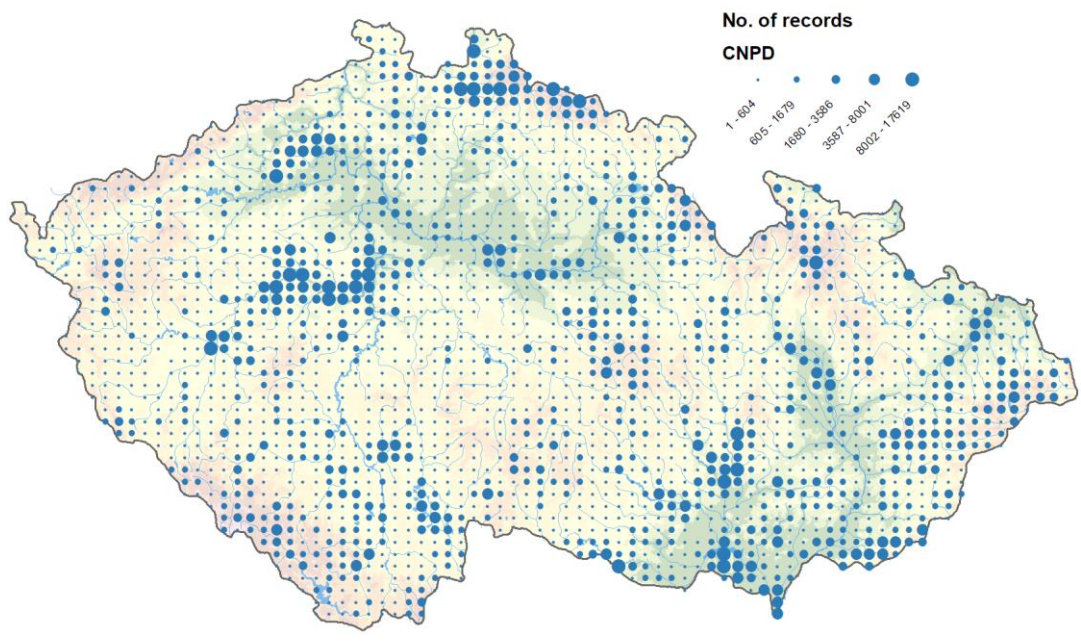 No. of records
CNPD
1 - 604
605 - 1679
1680 - 3586
3587 - 8001
8002 - 17619